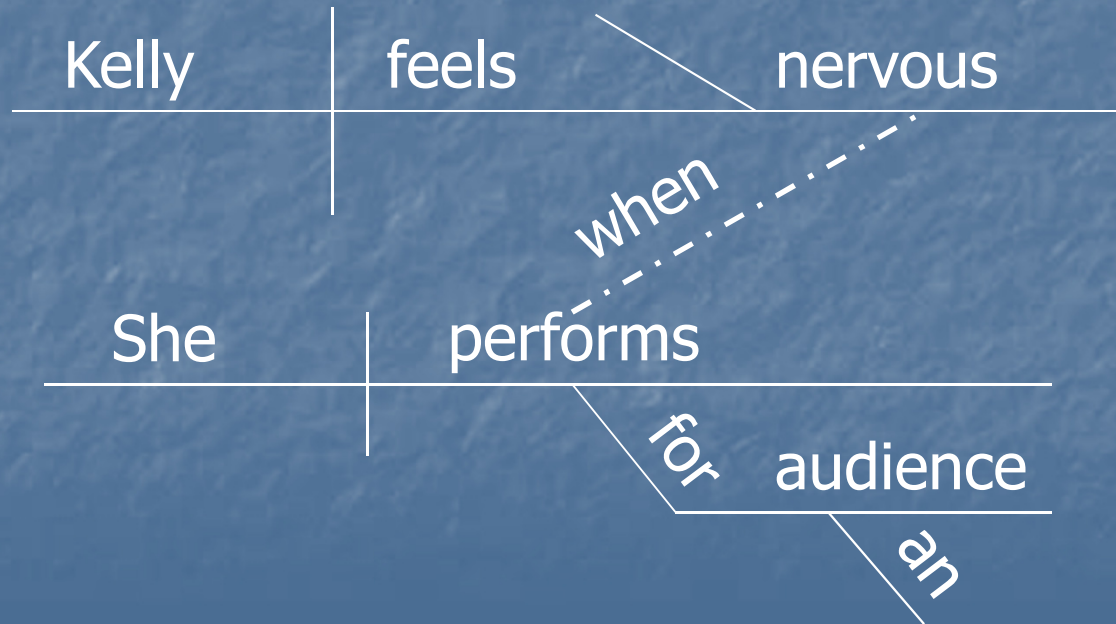 Kelly feels nervous
when
She performs
for audience
an